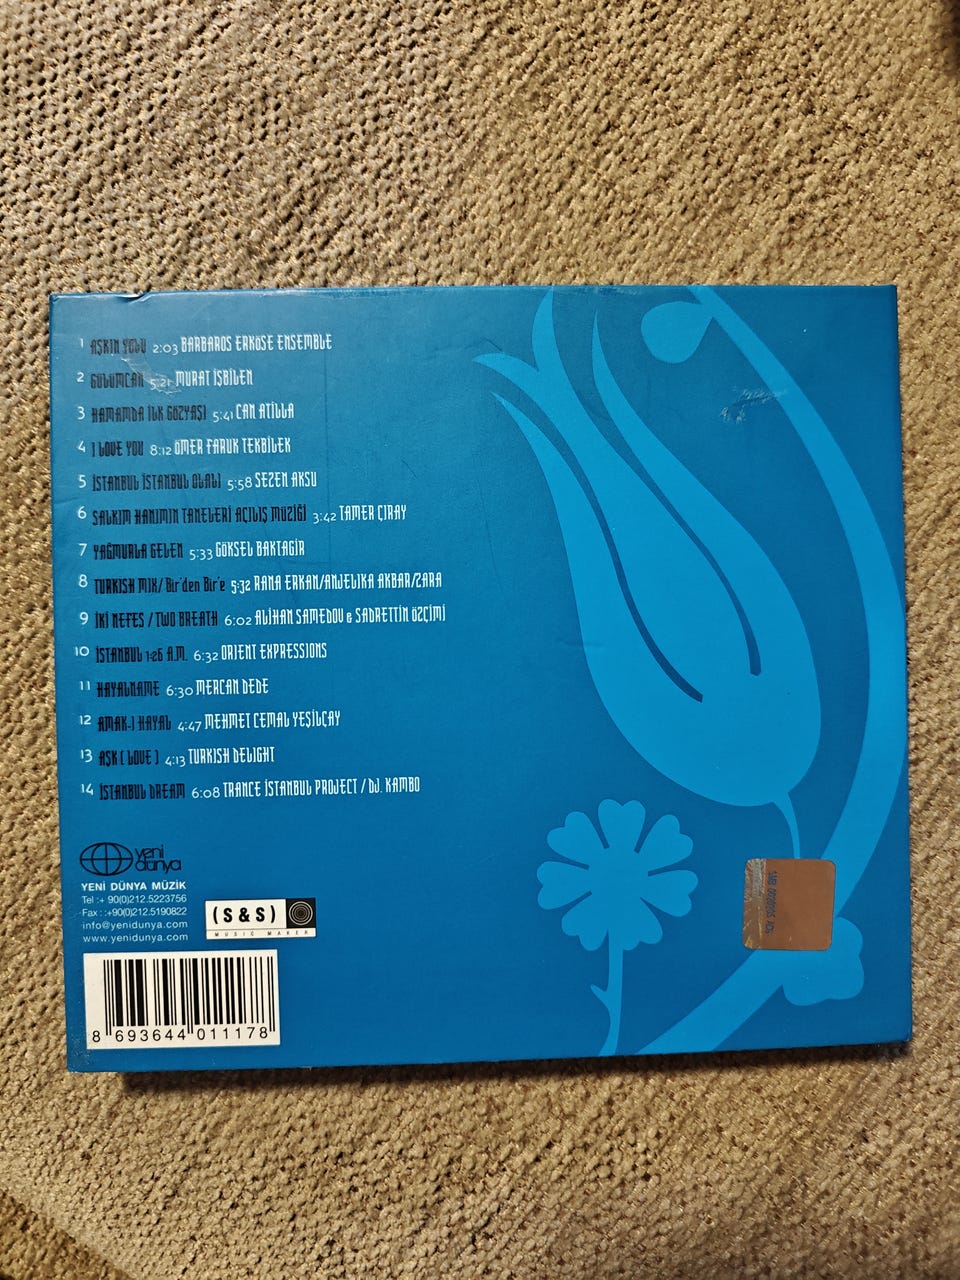 1 AŞKIN YOLU 2:03 BARBAROS ERKÖSE ENSEMBLE
2 GÜLÜMCAN 5:21 MURAT İŞBİLEN
3 HAMAMDA İLK GÖZYAŞI 5:41 CAN ATİLLA
4 I LOVE YOU 8:12 ÖMER FARUK TEKBİLEK
5 İSTANBUL İSTANBUL OLALI 5:58 SEZEN AKSU
6 SALKIM HANIMIN TANELERİ AÇILIŞ MÜZİĞİ 3:42 TAMER ÇIRAY
7 YAĞMURLA GELEN 5:33 GÖKSEL BAKTAGİR
8 TURKISH MIX/ Bir'den Bir'e 5:32 RANA ERKAN/ANJELIKA AKBAR/ZARA
9 İKİ NEFES / TWO BREATH 6:02 ALİHAN SAMEDOV & SADRETTİN ÖZÇİMİ
10 İSTANBUL 1:26 A.M. 6:32 ORIENT EXPRESSIONS
11 HAYALNAME 6:30 MERCAN DEDE
12 AMAK-I HAYAL 4:47 MEHMET CEMAL YEŞİLÇAY
13 AŞK ( LOVE ) 4:13 TURKISH DELIGHT
14 İSTANBUL DREAM 6:08 TRANCE İSTANBUL PROJECT / DJ. KAMBO
yeni
dünya
YENİ DÜNYA MÜZİK
Tel :+ 90(0)212.5223756
Fax : :+90(0)212.5190822
info@yenidunya.com
www.yenidunya.com
(S&S)
MUSIC MAKER
8 693644 011178